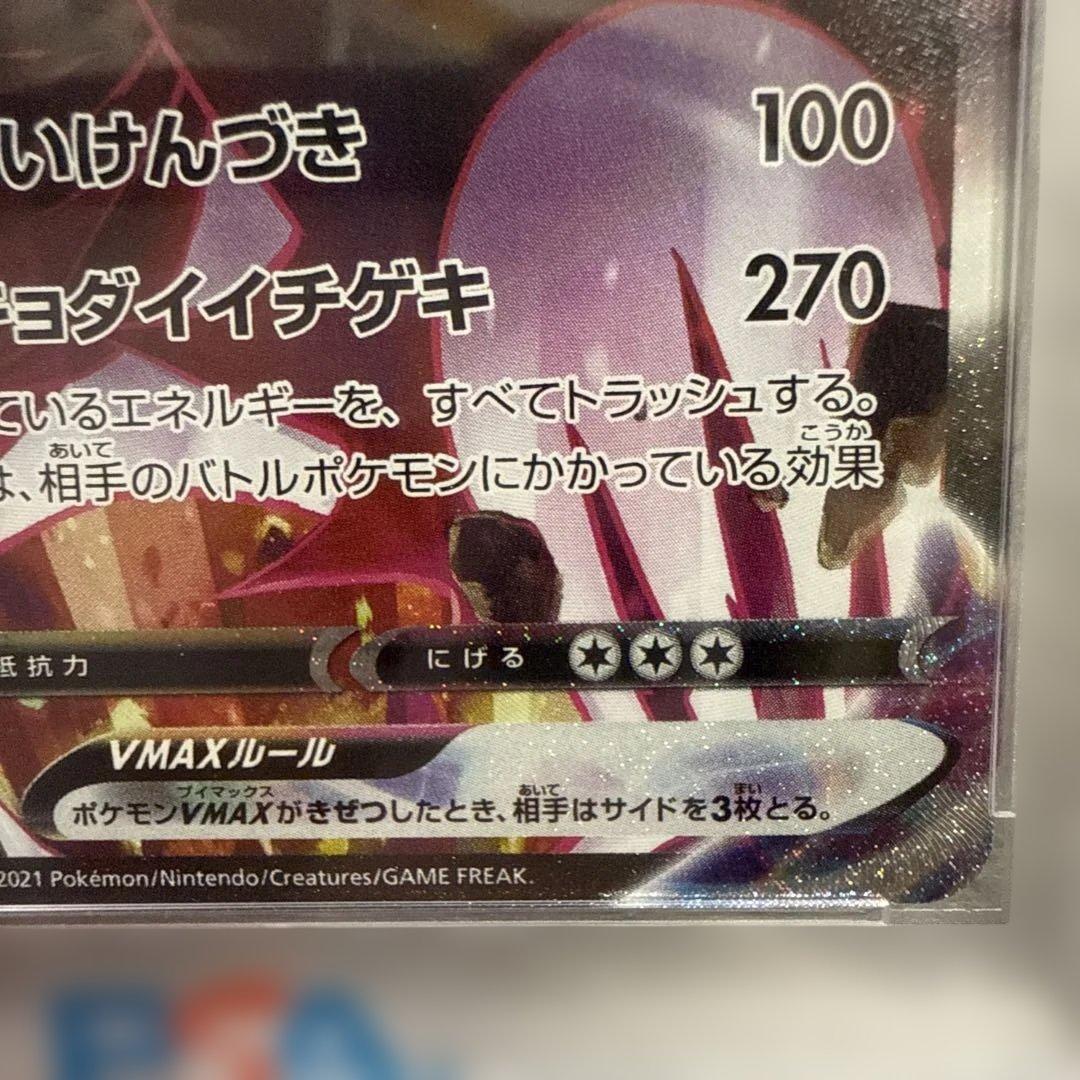 いけんづき 100
キョダイイチゲキ 270
ているエネルギーを、すべてトラッシュする。
こうか
あいて
は、相手のバトルポケモンにかかっている効果
抵抗力 にげる
VMAXルール
ブイマックス あいて まい
ポケモンVMAXがきぜつしたとき、相手はサイドを3枚とる。
2021 Pokémon/Nintendo/Creatures/GAME FREAK.